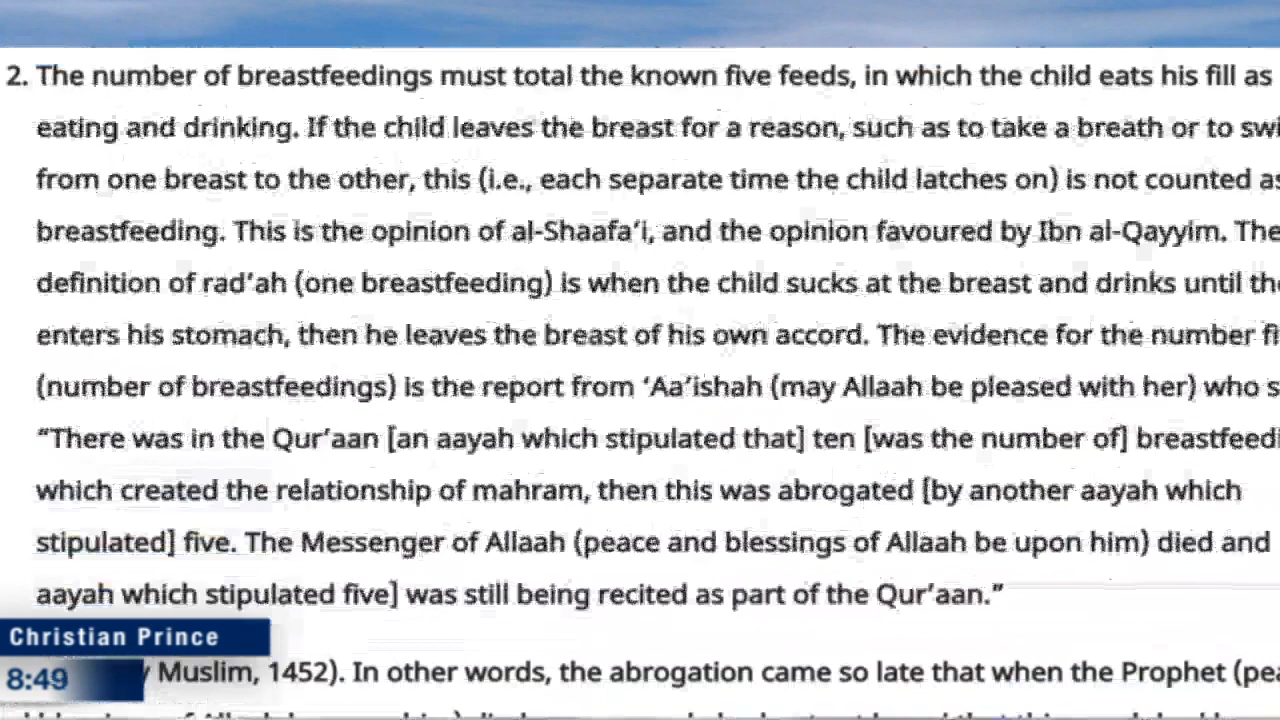 2. The number of breastfeedings must total the known five feeds, in which the child eats his fill as
eating and drinking. If the child leaves the breast for a reason, such as to take a breath or to
from one breast to the other, this (i.e., each separate time the child latches on) is not counted as
breastfeeding. This is the opinion of al-Shaafa’i, and the opinion favoured by Ibn al-Qayyim. The
definition of rad’ah (one breastfeeding) is when the child sucks at the breast and drinks until
enters his stomach, then he leaves the breast of his own accord. The evidence for the number
(number of breastfeedings) is the report from ‘Aa’ishah (may Allaah be pleased with her) who
“There was in the Qur’aan [an aayah which stipulated that] ten [was the number of]
which created the relationship of mahram, then this was abrogated [by another aayah which
stipulated] five. The Messenger of Allaah (peace and blessings of Allaah be upon him) died and
aayah which stipulated five] was still being recited as part of the Qur’aan.”
Christian Prince
8:49
Muslim, 1452). In other words, the abrogation came so late that when the Prophet